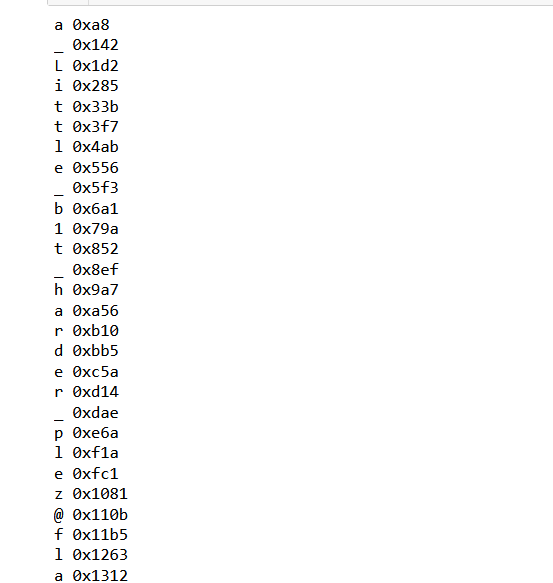 a 0xa8
_ 0x142
L 0x1d2
i 0x285
t 0x33b
t 0x3f7
l 0x4ab
e 0x556
_ 0x5f3
b 0x6a1
1 0x79a
t 0x852
_ 0x8ef
h 0x9a7
a 0xa56
r 0xb10
d 0xbb5
e 0xc5a
r 0xd14
_ 0xdae
p 0xe6a
l 0xf1a
e 0xfc1
z 0x1081
@ 0x110b
f 0x11b5
l 0x1263
a 0x1312